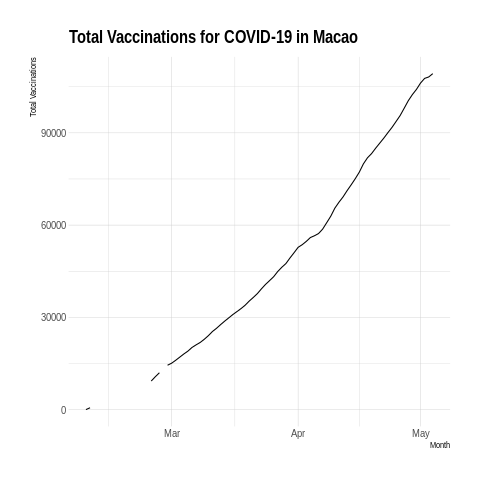 Total Vaccinations for COVID-19 in Macao
Total Vaccinations
90000
60000
30000
0
Mar Apr May
Month